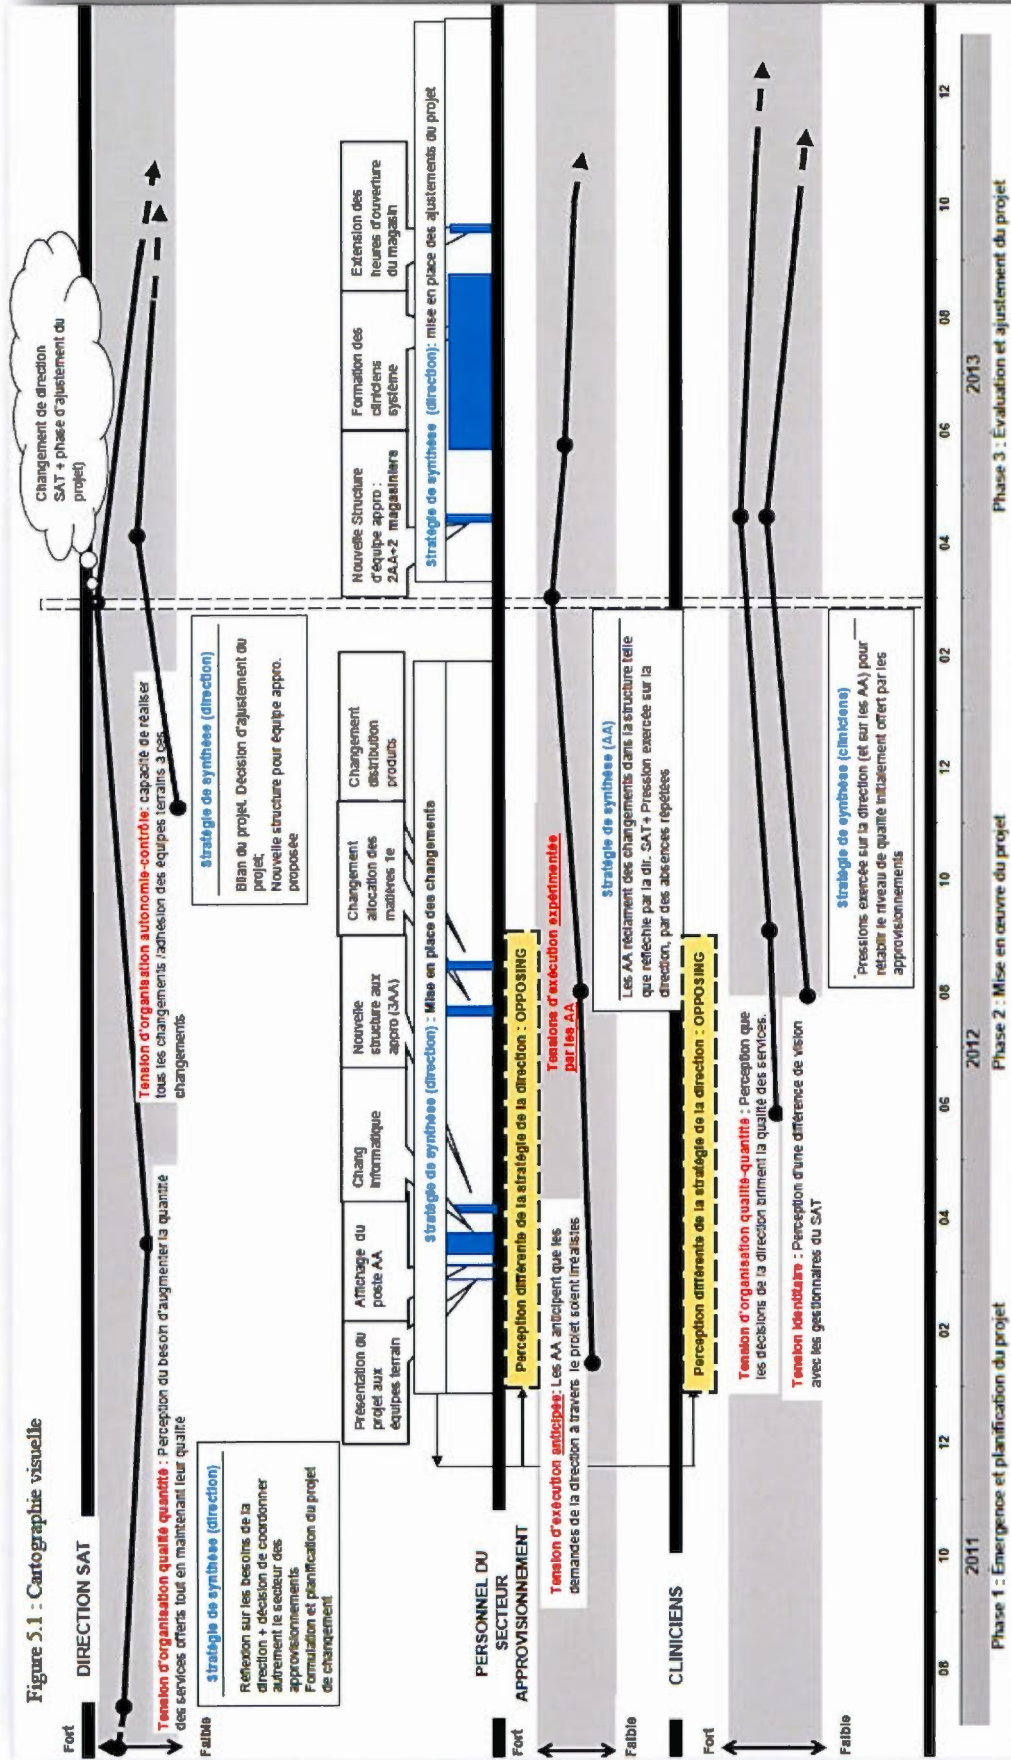 Figure 5.1 : Cartographie visuelle
DIRECTION SAT
Fort
Faible
Tension d'organisation qualité quantité : Perception du besoin d'augmenter la quantité
des services offerts tout en maintenant leur qualité
Stratégie de synthèse (direction)
Réflexion sur les besoins de la
direction + décision de coordonner
autrement le secteur des
approvisionnements
Formulation et planification du projet
de changement
Tension d'organisation autonomie-contrôle: capacité de réaliser
tous les changements /adhésion des équipes terrains à ces
changements
Stratégie de synthèse (direction)
Bilan du projet. Décision d'ajustement du
projet;
Nouvelle structure pour équipe appro.
proposée
Changement de direction
SAT + phase d'ajustement du
projet)
Présentation du
projet aux
équipes terrain
Affichage du
poste AA
Chang
Informatique
Nouvelle
structure aux
appro (3AA)
Changement
allocation des
matières 1e
Changement
distribution
produits
Nouvelle Structure
d'équipe appro :
2AA+2 magasiniers
Formation des
cliniciens
système
Extension des
heures d'ouverture
du magasin
Stratégie de synthèse (direction) : Mise en place des changements
Stratégie de synthèse (direction): mise en place des ajustements du projet
PERSONNEL DU
SECTEUR
APPROVISIONNEMENT
Fort
Faible
Perception différente de la stratégie de la direction : OPPOSING
Tension d'exécution anticipée: Les AA anticipent que les
demandes de la direction à travers le projet soient irréalistes
Tensions d'exécution expérimentée
par les AA
Stratégie de synthèse (AA)
Les AA réclament des changements dans la structure telle
que réfléchie par la dir. SAT+ Pression exercée sur la
direction, par des absences répétées
CLINICIENS
Fort
Faible
Perception différente de la stratégie de la direction : OPPOSING
Tension d'organisation qualité-quantité : Perception que
les décisions de la direction briment la qualité des services.
Tension identitaire : Perception d'une différence de vision
avec les gestionnaires du SAT
Stratégie de synthèse (cliniciens)
Pressions exercée sur la direction (et sur les AA) pour
rétablir le niveau de qualité initialement offert par les
approvisionnements
08 10 12 02 04 06 08 10 12 02 04 06 08 10 12
2011 2012 2013
Phase 1 : Émergence et planification du projet
Phase 2 : Mise en œuvre du projet
Phase 3 : Évaluation et ajustement du projet